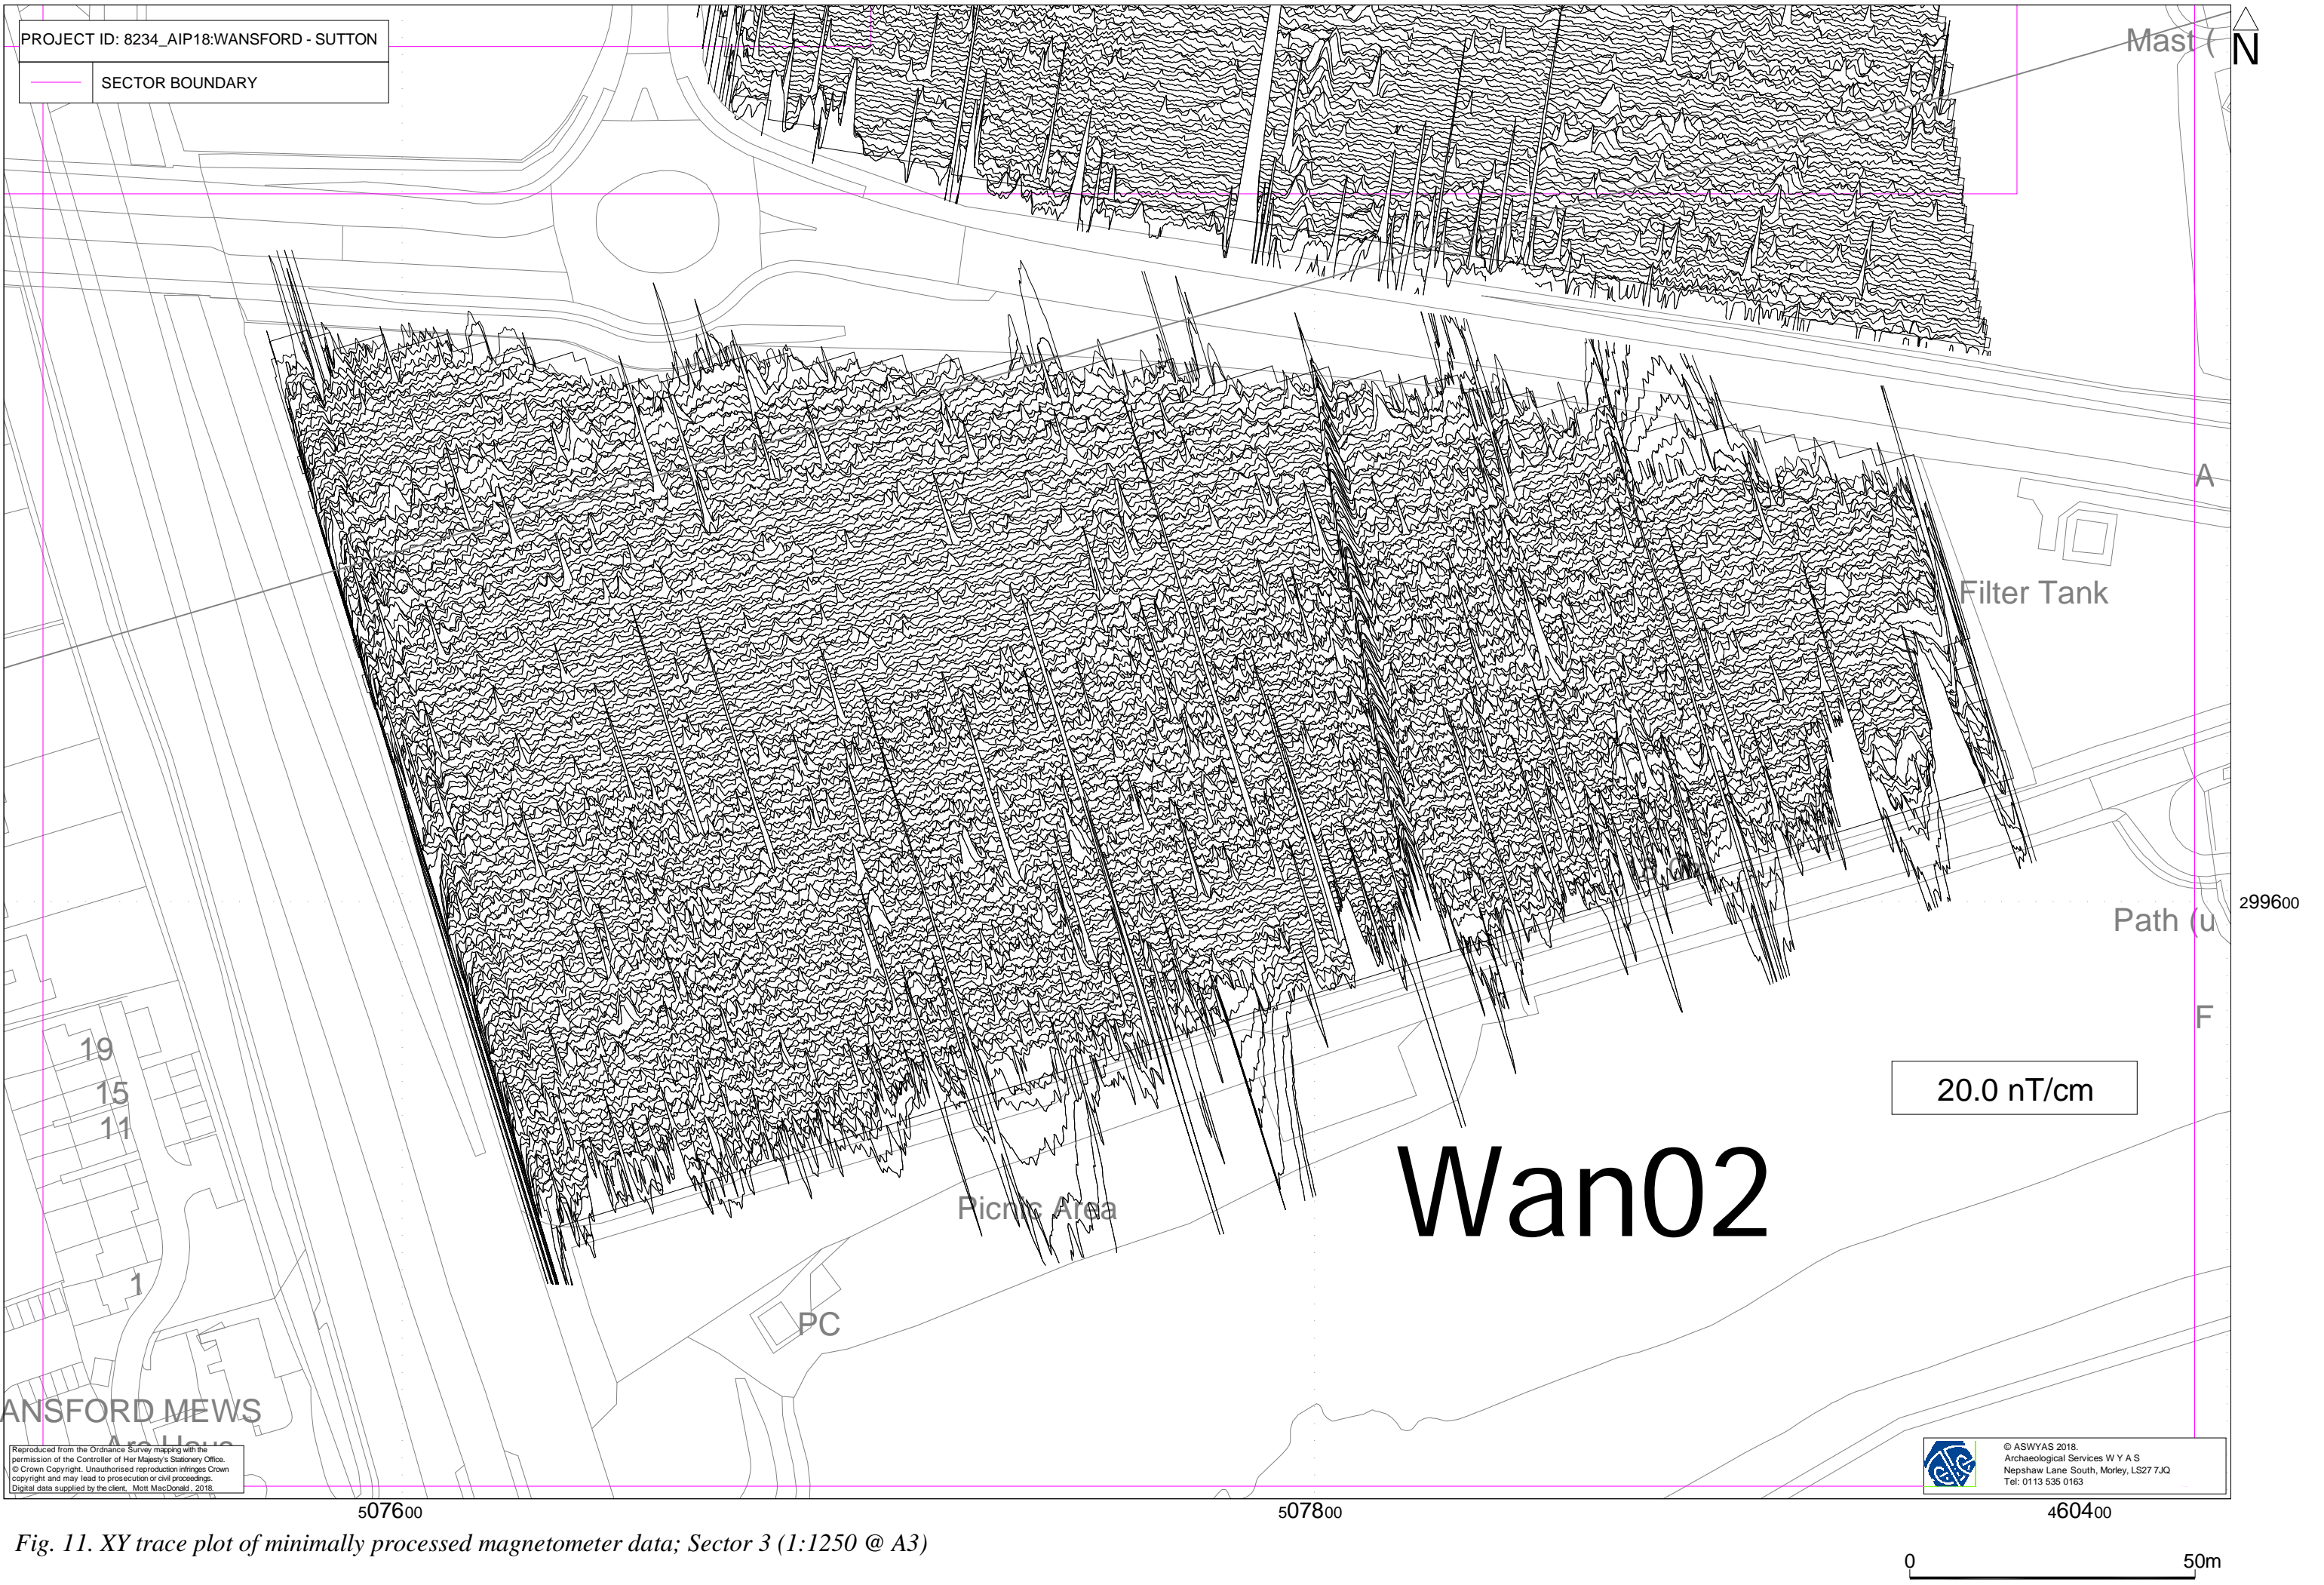 PROJECT ID: 8234_AIP18:WANSFORD - SUTTON
SECTOR BOUNDARY
Mast (
N
A
Filter Tank
299600
Path (u
F
19
15
11
1
20.0 nT/cm
Wan02
Picnic Area
PC
ANSFORD MEWS
Reproduced from the Ordnance Survey mapping with the
permission of the Controller of Her Majesty's Stationery Office.
© Crown Copyright. Unauthorised reproduction infringes Crown
copyright and may lead to prosecution or civil proceedings.
Digital data supplied by the client, Mott MacDonald, 2018.
© ASWYAS 2018.
Archaeological Services W Y A S
Nepshaw Lane South, Morley, LS27 7JQ
Tel: 0113 535 0163
507600
507800
460400
Fig. 11. XY trace plot of minimally processed magnetometer data; Sector 3 (1:1250 @ A3)
0 50m